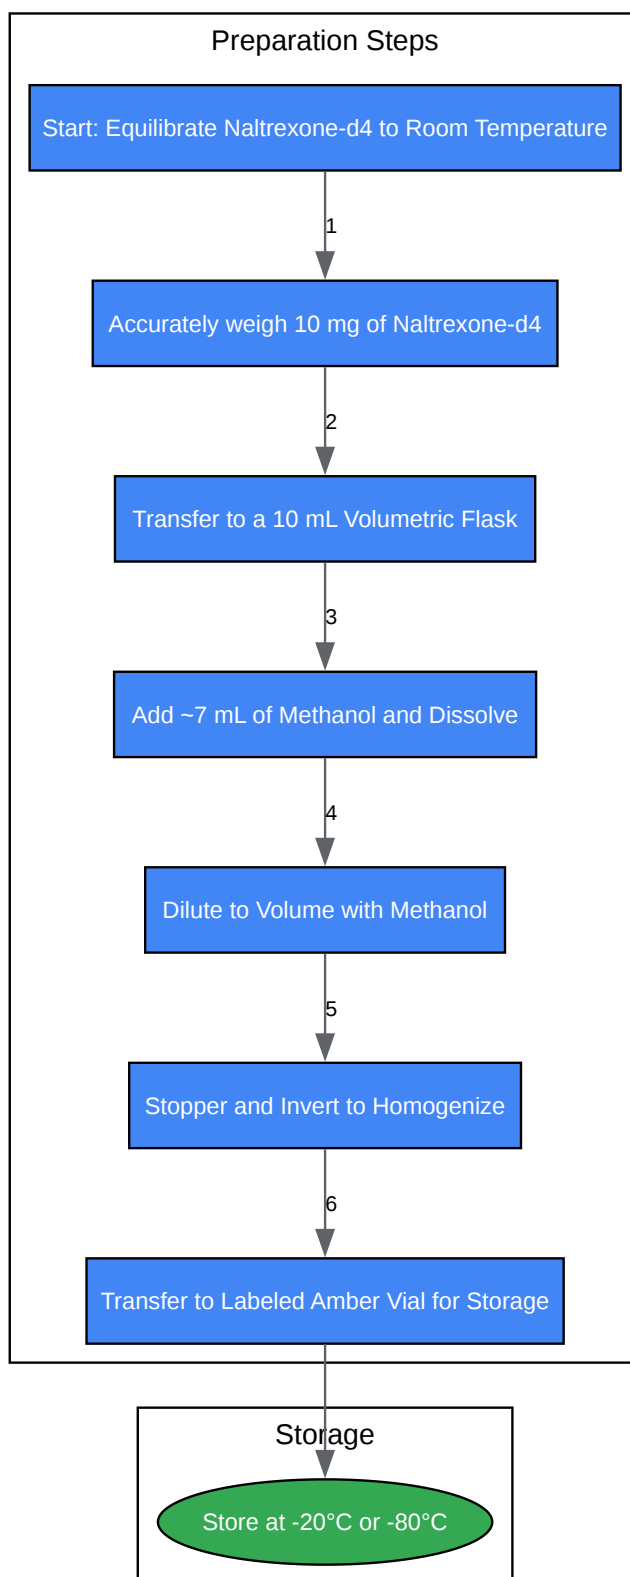 Preparation Steps
Start: Equilibrate Naltrexone-d4 to Room Temperature
1
Accurately weigh 10 mg of Naltrexone-d4
2
Transfer to a 10 mL Volumetric Flask
3
Add ~7 mL of Methanol and Dissolve
4
Dilute to Volume with Methanol
5
Stopper and Invert to Homogenize
6
Transfer to Labeled Amber Vial for Storage
Storage
Store at -20°C or -80°C